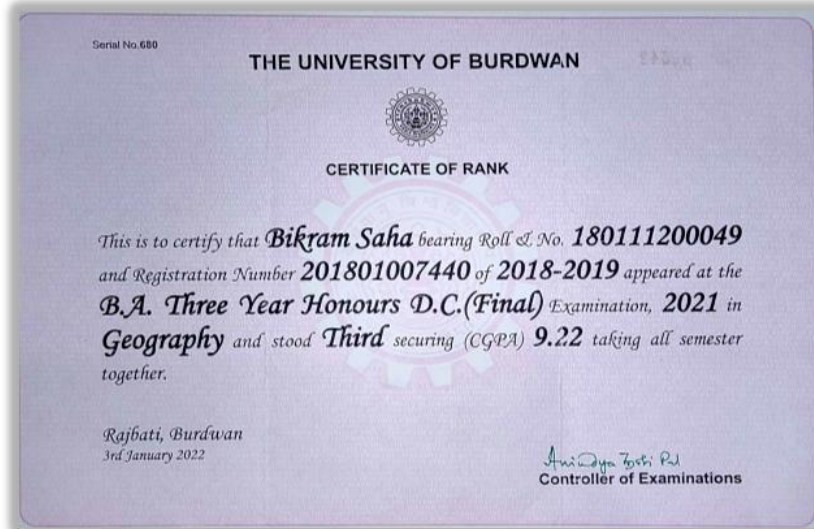 Serial No.680
THE UNIVERSITY OF BURDWAN
CERTIFICATE OF RANK
This is to certify that Bikram Saha bearing Roll & No. 180111200049
and Registration Number 201801007440 of 2018-2019 appeared at the
B.A. Three Year Honours D.C.(Final) Examination, 2021 in
Geography and stood Third securing (CGPA) 9.22 taking all semester
together.
Rajbati, Burdwan
3rd January 2022
Controller of Examinations